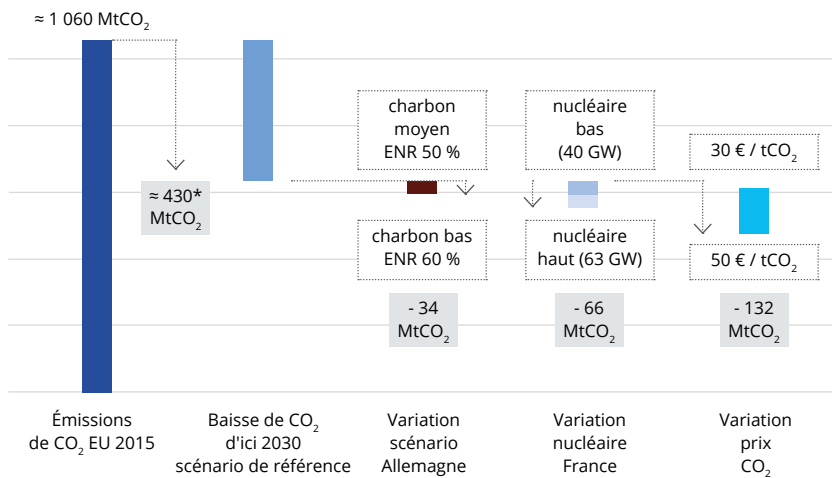 ≈ 1 060 MtCO₂
≈ 430*
MtCO₂
charbon
moyen
ENR 50 %
charbon bas
ENR 60 %
- 34
MtCO₂
nucléaire
bas
(40 GW)
nucléaire
haut (63 GW)
- 66
MtCO₂
30 € / tCO₂
50 € / tCO₂
- 132
MtCO₂
Émissions
de CO₂ EU 2015
Baisse de CO₂
d'ici 2030
scénario de référence
Variation
scénario
Allemagne
Variation
nucléaire
France
Variation
prix
CO₂